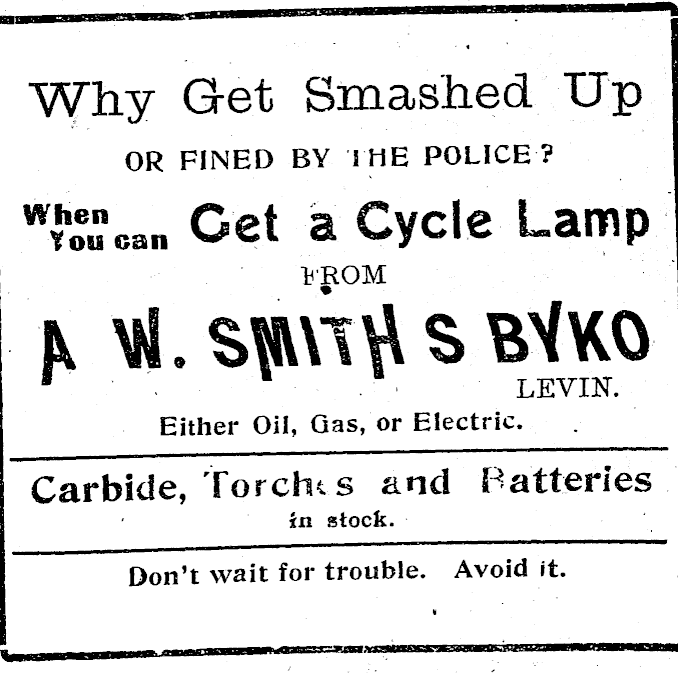 Why Get Smashed Up
OR FINED BY THE POLICE?
When You can Get a Cycle Lamp
FROM
A W. SMITH S BYKO
LEVIN.
Either Oil, Gas, or Electric.
Carbide, Torches and Batteries
in stock.
Don't wait for trouble. Avoid it.